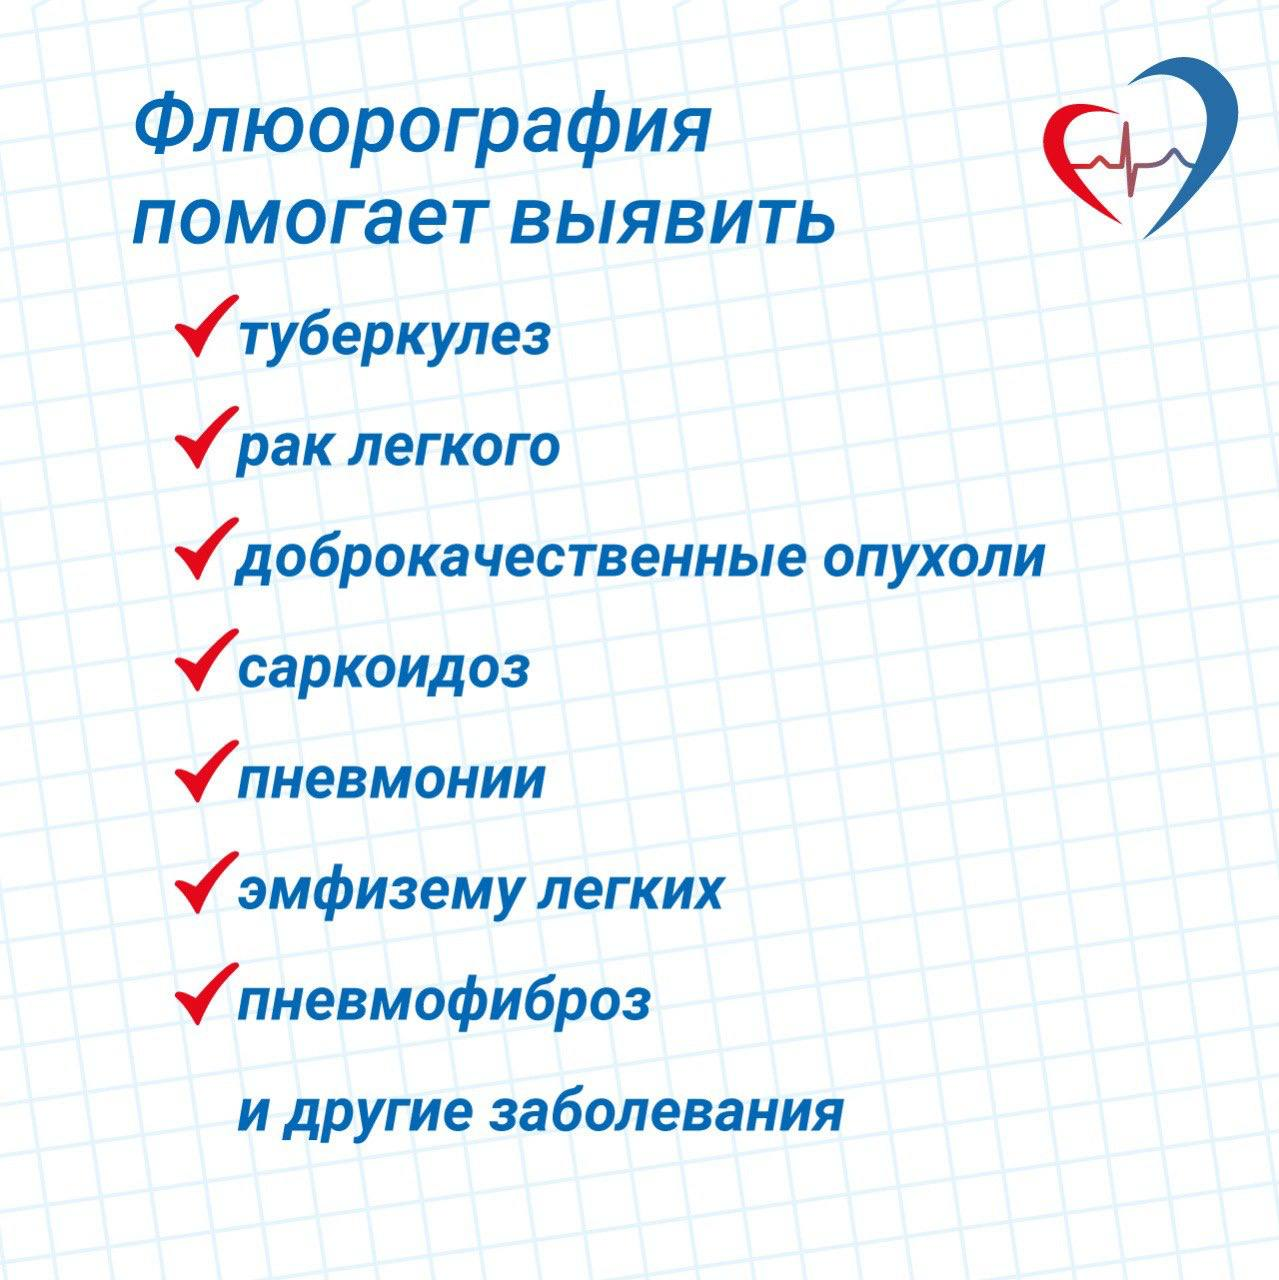 Флюорография
помогает выявить
туберкулез
рак легкого
доброкачественные опухоли
саркоидоз
пневмонии
эмфизему легких
пневмофиброз
и другие заболевания